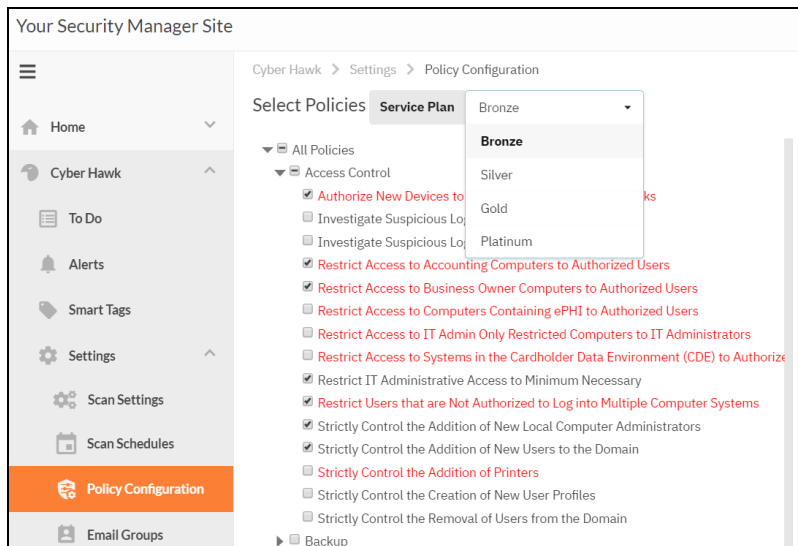 Your Security Manager Site
Cyber Hawk > Settings > Policy Configuration
Select Policies Service Plan Bronze
Bronze
Silver
Gold
Platinum
Home
Cyber Hawk
To Do
Alerts
Smart Tags
Settings
Scan Settings
Scan Schedules
Policy Configuration
Email Groups
All Policies
Access Control
Authorize New Devices to
Investigate Suspicious
Investigate Suspicious
Restrict Access to Accounting Computers to Authorized Users
Restrict Access to Business Owner Computers to Authorized Users
Restrict Access to Computers Containing ePHI to Authorized Users
Restrict Access to IT Admin Only Restricted Computers to IT Administrators
Restrict Access to Systems in the Cardholder Data Environment (CDE) to Authorize
Restrict IT Administrative Access to Minimum Necessary
Restrict Users that are Not Authorized to Log into Multiple Computer Systems
Strictly Control the Addition of New Local Computer Administrators
Strictly Control the Addition of New Users to the Domain
Strictly Control the Addition of Printers
Strictly Control the Creation of New User Profiles
Strictly Control the Removal of Users from the Domain
Backup